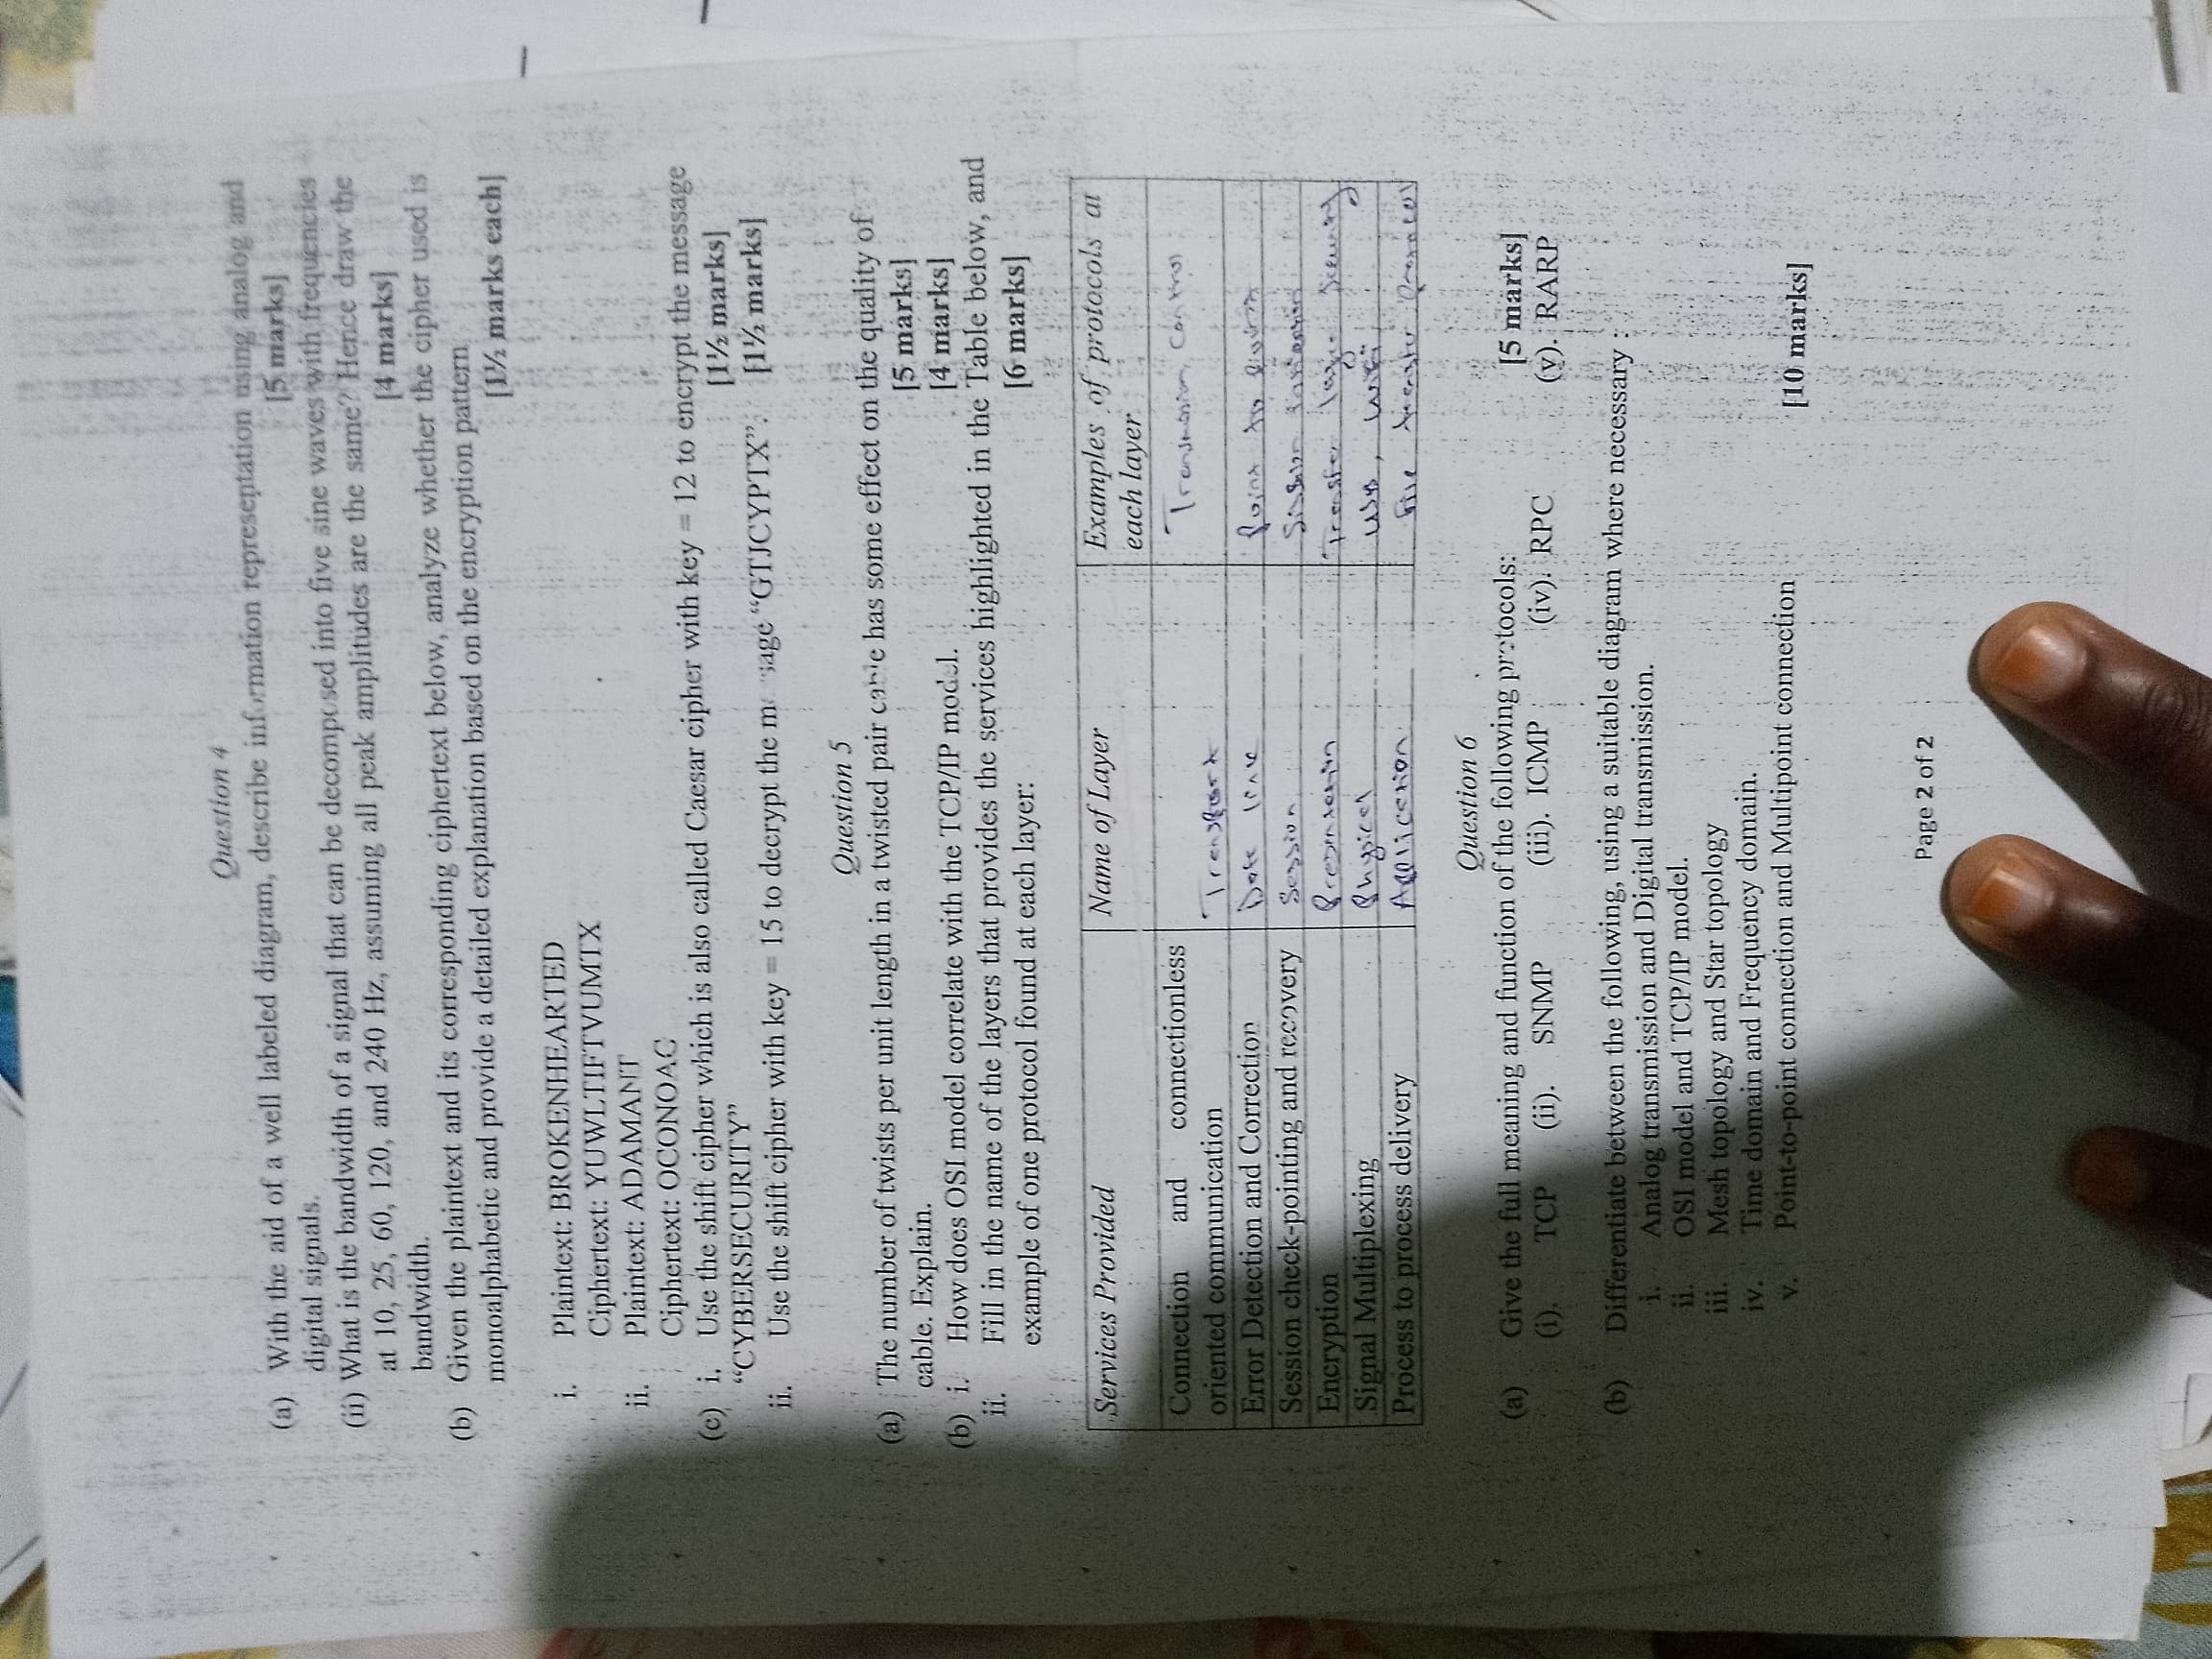 Question 4
(a) With the aid of a well labeled diagram, describe information representation using analog and
digital signals. [5 marks]
(ii) What is the bandwidth of a signal that can be decomposed into five sine waves with frequencies
at 10, 25, 60, 120, and 240 Hz, assuming all peak amplitudes are the same? Hence draw the
bandwidth. [4 marks]
(b) Given the plaintext and its corresponding ciphertext below, analyze whether the cipher used is
monoalphabetic and provide a detailed explanation based on the encryption pattern
[1½ marks each]
i. Plaintext: BROKENHEARTED
Ciphertext: YUWLTIFTVUMTX
ii. Plaintext: ADAMANT
Ciphertext: OCONOAG
(c) i. Use the shift cipher which is also called Caesar cipher with key = 12 to encrypt the message
"CYBERSECURITY" [1½ marks]
ii. Use the shift cipher with key = 15 to decrypt the message "GTJCYPTX". [1½ marks]
Question 5
(a) The number of twists per unit length in a twisted pair cable has some effect on the quality of
cable. Explain. [5 marks]
(b) i. How does OSI model correlate with the TCP/IP model. [4 marks]
ii. Fill in the name of the layers that provides the services highlighted in the Table below, and
example of one protocol found at each layer: [6 marks]
Services Provided Name of Layer Examples of protocols at
each layer
Connection and connectionless Transmission Control
oriented communication Transport
Error Detection and Correction Data link Point to Point
Session check-pointing and recovery Session
Encryption Presentation Transfer layer Security
Signal Multiplexing Physical USB,
Process to process delivery Application File transfer Protocol
Question 6
(a) Give the full meaning and function of the following protocols: [5 marks]
(i). TCP (ii). SNMP (iii). ICMP (iv). RPC (v). RARP
(b) Differentiate between the following, using a suitable diagram where necessary :
i. Analog transmission and Digital transmission.
ii. OSI model and TCP/IP model.
iii. Mesh topology and Star topology
iv. Time domain and Frequency domain.
v. Point-to-point connection and Multipoint connection [10 marks]
Page 2 of 2